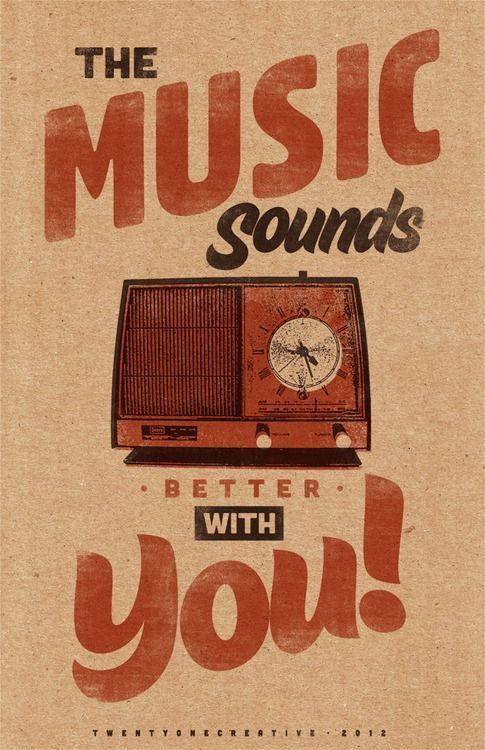 THE
MUSIC
Sounds
· BETTER ·
WITH
You!
TWENTYONECREATIVE · 2012